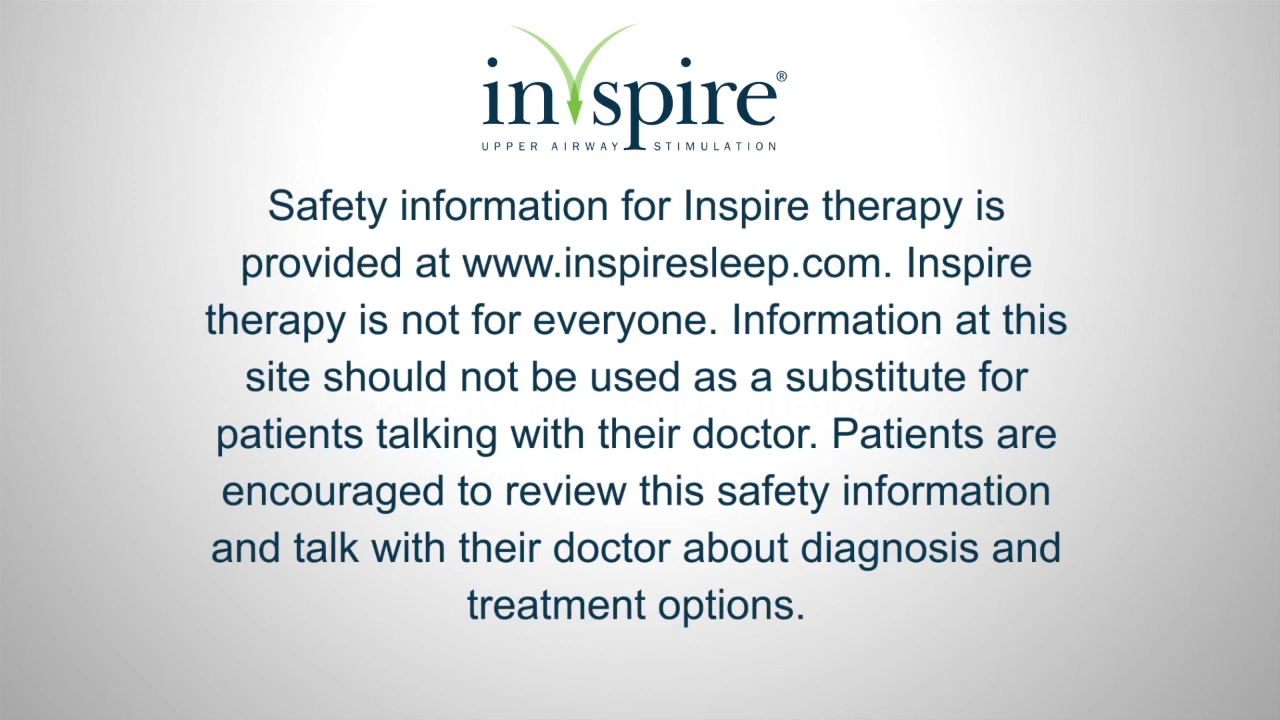 inspire®
UPPER AIRWAY STIMULATION
Safety information for Inspire therapy is
provided at www.inspiresleep.com. Inspire
therapy is not for everyone. Information at this
site should not be used as a substitute for
patients talking with their doctor. Patients are
encouraged to review this safety information
and talk with their doctor about diagnosis and
treatment options.